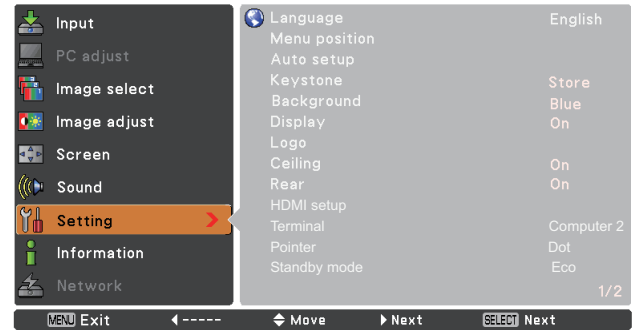 Input
PC adjust
Image select
Image adjust
Screen
Sound
Setting
Information
Network
Language English
Menu position
Auto setup
Keystone Store
Background Blue
Display On
Logo
Ceiling On
Rear On
HDMI setup
Terminal Computer 2
Pointer Dot
Standby mode Eco
1/2
MENU Exit ----- Move Next SELECT Next